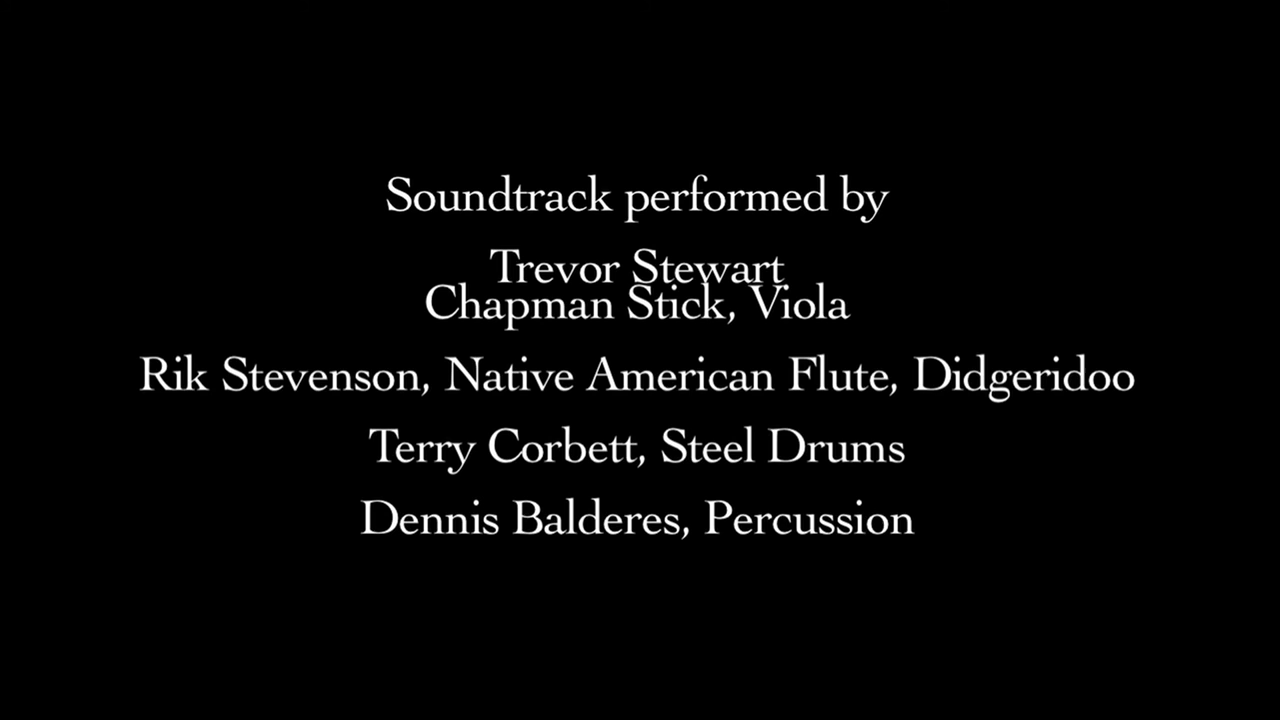 Soundtrack performed by
Trevor Stewart
Chapman Stick, Viola
Rik Stevenson, Native American Flute, Didgeridoo
Terry Corbett, Steel Drums
Dennis Balderes, Percussion